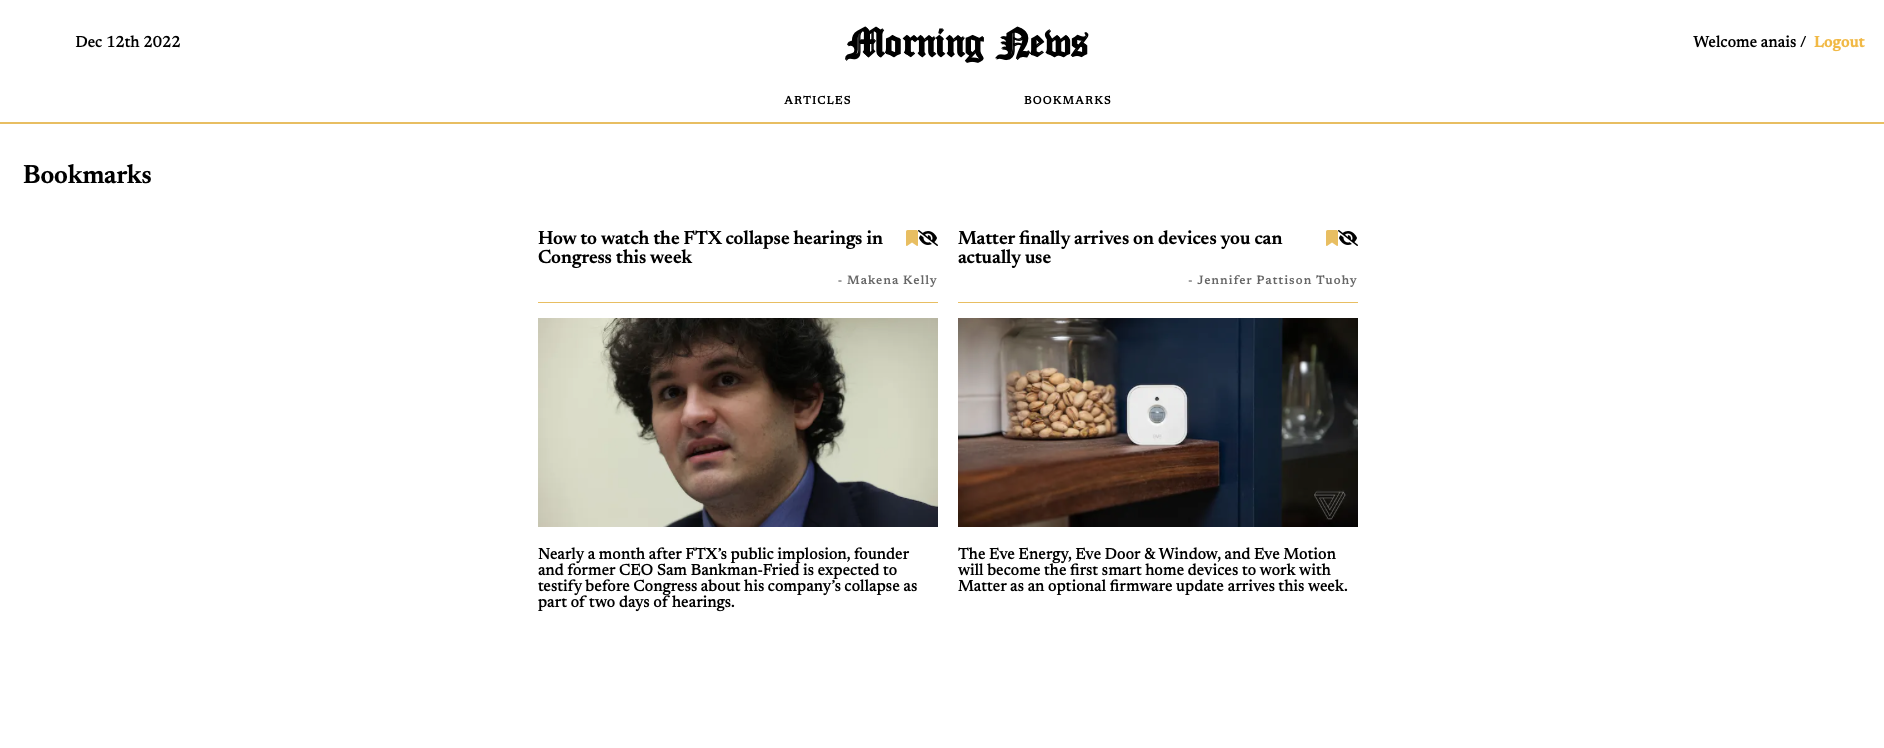 Dec 12th 2022
Morning News
Welcome anais / Logout
ARTICLES
BOOKMARKS
Bookmarks
How to watch the FTX collapse hearings in
Congress this week
- Makena Kelly
Nearly a month after FTX’s public implosion, founder
and former CEO Sam Bankman-Fried is expected to
testify before Congress about his company’s collapse as
part of two days of hearings.
Matter finally arrives on devices you can
actually use
- Jennifer Pattison Tuohy
The Eve Energy, Eve Door & Window, and Eve Motion
will become the first smart home devices to work with
Matter as an optional firmware update arrives this week.